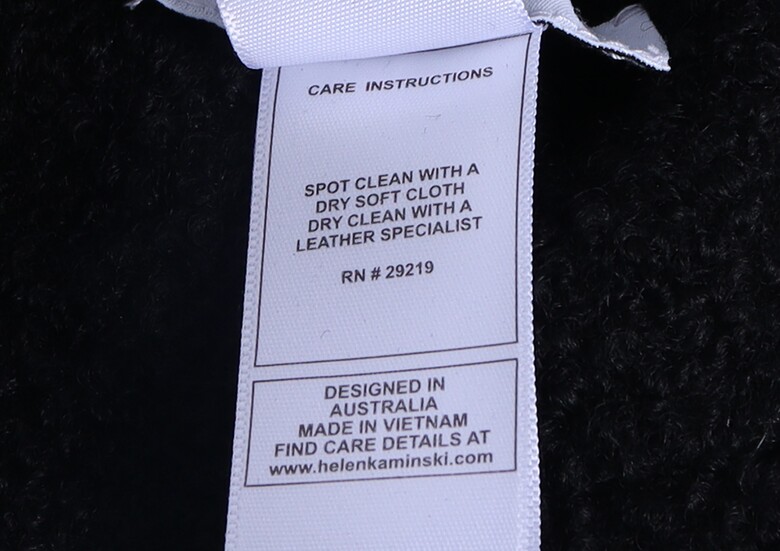 CARE INSTRUCTIONS
SPOT CLEAN WITH A
DRY SOFT CLOTH
DRY CLEAN WITH A
LEATHER SPECIALIST
RN # 29219
DESIGNED IN
AUSTRALIA
MADE IN VIETNAM
FIND CARE DETAILS AT
www.helenkaminski.com